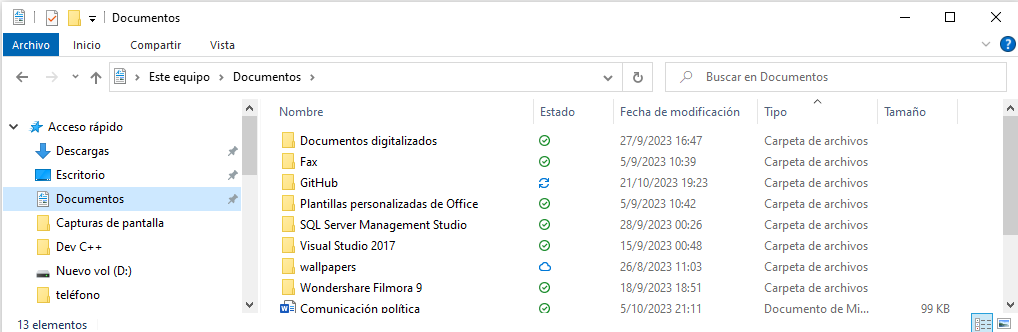 Documentos
Archivo Inicio Compartir Vista
Este equipo Documentos Buscar en Documentos
Nombre Estado Fecha de modificación Tipo Tamaño
Acceso rápido
Descargas
Escritorio
Documentos
Capturas de pantalla
Dev C++
Nuevo vol (D:)
teléfono
Documentos digitalizados 27/9/2023 16:47 Carpeta de archivos
Fax 5/9/2023 10:39 Carpeta de archivos
GitHub 21/10/2023 19:23 Carpeta de archivos
Plantillas personalizadas de Office 5/9/2023 10:42 Carpeta de archivos
SQL Server Management Studio 28/9/2023 00:26 Carpeta de archivos
Visual Studio 2017 15/9/2023 00:48 Carpeta de archivos
wallpapers 26/8/2023 11:03 Carpeta de archivos
Wondershare Filmora 9 18/9/2023 18:51 Carpeta de archivos
Comunicación política 5/10/2023 21:11 Documento de Mi... 99 KB
13 elementos